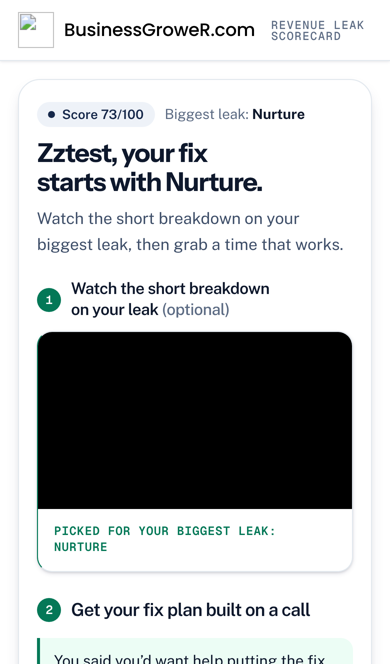 BusinessGroweR.com
REVENUE LEAK
SCORECARD
Score 73/100
Biggest leak: Nurture
Zztest, your fix
starts with Nurture.
Watch the short breakdown on your
biggest leak, then grab a time that works.
1
Watch the short breakdown
on your leak (optional)
PICKED FOR YOUR BIGGEST LEAK:
NURTURE
2
Get your fix plan built on a call
You said you’d want help putting the fix